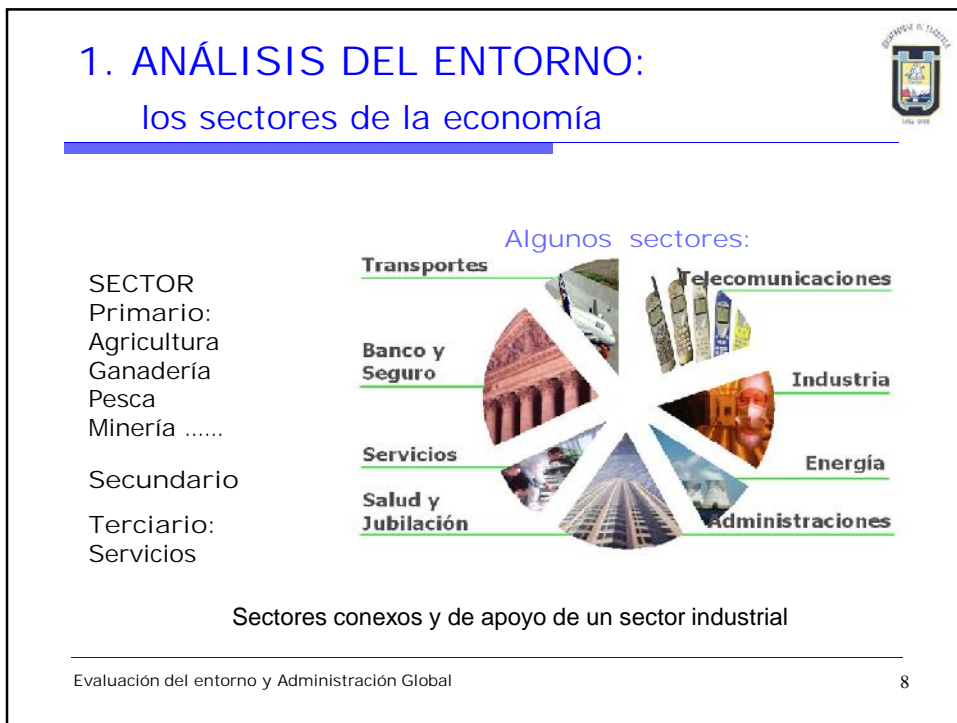 1. ANÁLISIS DEL ENTORNO:
los sectores de la economía
Algunos sectores:
SECTOR
Primario:
Agricultura
Ganadería
Pesca
Minería ......
Secundario
Terciario:
Servicios
Transportes
Telecomunicaciones
Banco y
Seguro
Industria
Servicios
Energía
Salud y
Jubilación
Administraciones
Sectores conexos y de apoyo de un sector industrial
Evaluación del entorno y Administración Global
8